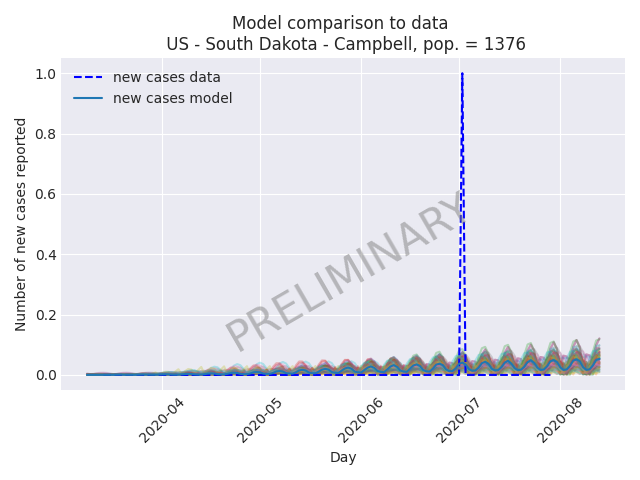 Model comparison to data
US - South Dakota - Campbell, pop. = 1376
new cases data
new cases model
1.0
0.8
0.6
0.4
0.2
0.0
Number of new cases reported
PRELIMINARY
2020-04
2020-05
2020-06
2020-07
2020-08
Day